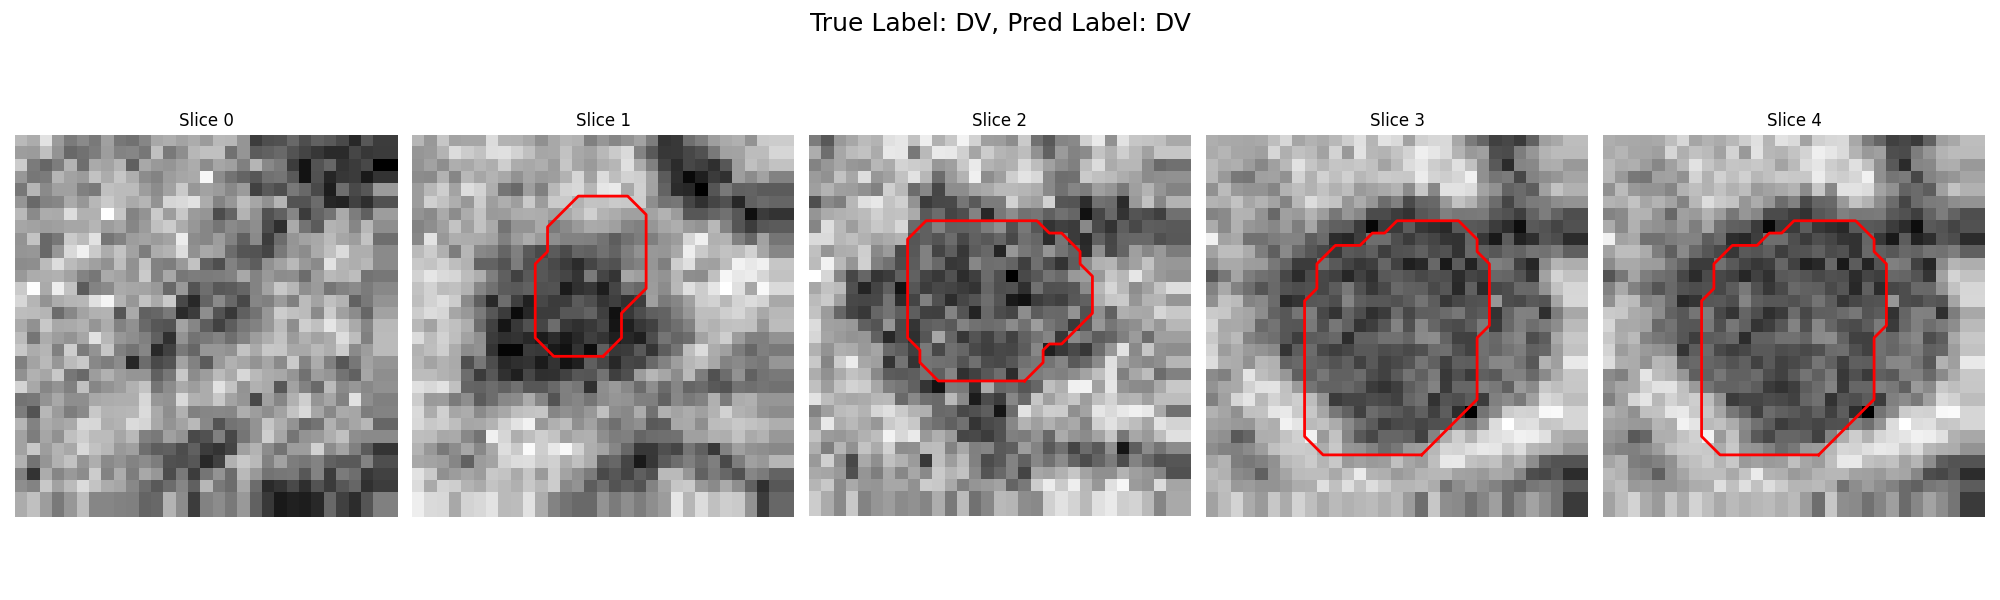 True Label: DV, Pred Label: DV
Slice 0
Slice 1
Slice 2
Slice 3
Slice 4